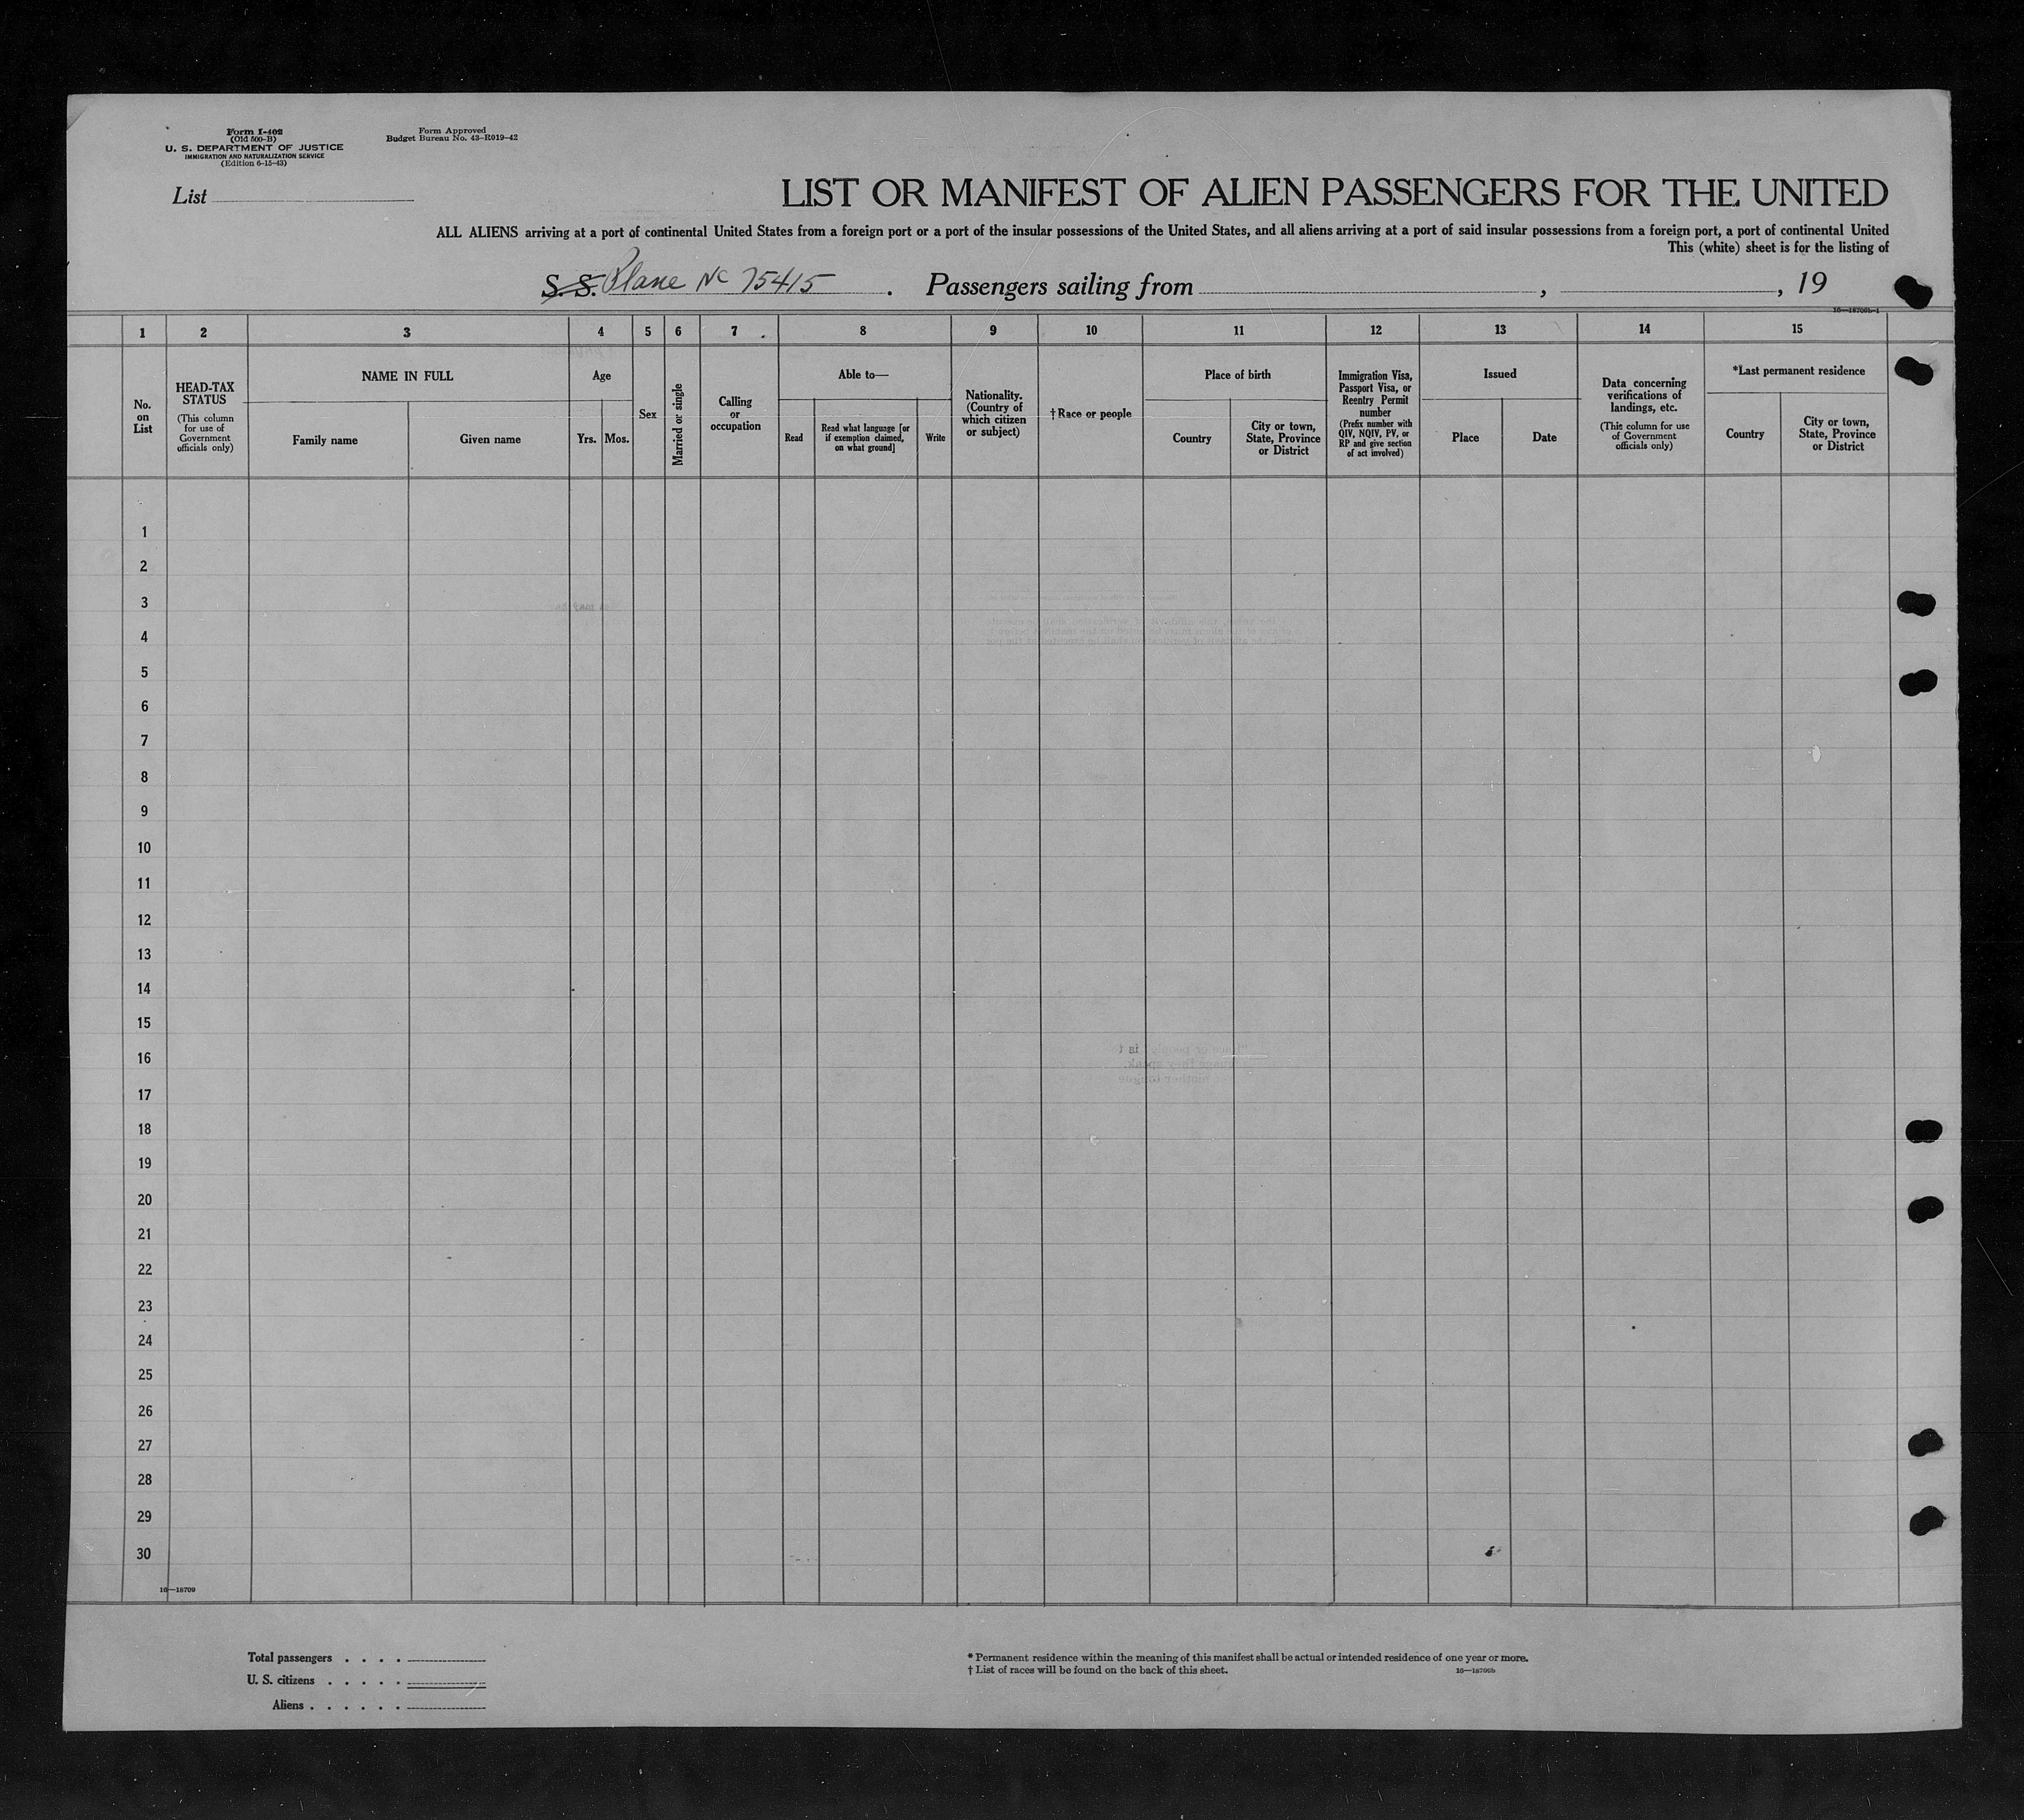 Form I-402
(Old 500-B)
U. S. DEPARTMENT OF JUSTICE
IMMIGRATION AND NATURALIZATION SERVICE
(Edition 6-15-43)
Form Approved
Budget Bureau No. 43-R019-42
List
LIST OR MANIFEST OF ALIEN PASSENGERS FOR THE UNITED
ALL ALIENS arriving at a port of continental United States from a foreign port or a port of the insular possessions of the United States, and all aliens arriving at a port of said insular possessions from a foreign port, a port of continental United
This (white) sheet is for the listing of
S. S. Plane NC 75415 . Passengers sailing from , , 19
16—18709b-1
1 2 3 4 5 6 7 8 9 10 11 12 13 14 15
No. on List
HEAD-TAX STATUS
(This column for use of Government officials only)
NAME IN FULL
Family name
Given name
Age
Yrs. Mos.
Sex
Married or single
Calling or occupation
Able to—
Read
Read what language [or if exemption claimed, on what ground]
Write
Nationality. (Country of which citizen or subject)
†Race or people
Place of birth
Country
City or town, State, Province or District
Immigration Visa, Passport Visa, or Reentry Permit number
(Prefix number with QIV, NQIV, PV, or RP and give section of act involved)
Issued
Place
Date
Data concerning verifications of landings, etc.
(This column for use of Government officials only)
*Last permanent residence
Country
City or town, State, Province or District
1
2
3
4
5
6
7
8
9
10
11
12
13
14
15
16
17
18
19
20
21
22
23
24
25
26
27
28
29
30
16—18709
Total passengers . . . .
U. S. citizens . . . . .
Aliens . . . . . .
* Permanent residence within the meaning of this manifest shall be actual or intended residence of one year or more.
† List of races will be found on the back of this sheet.
16—18709b